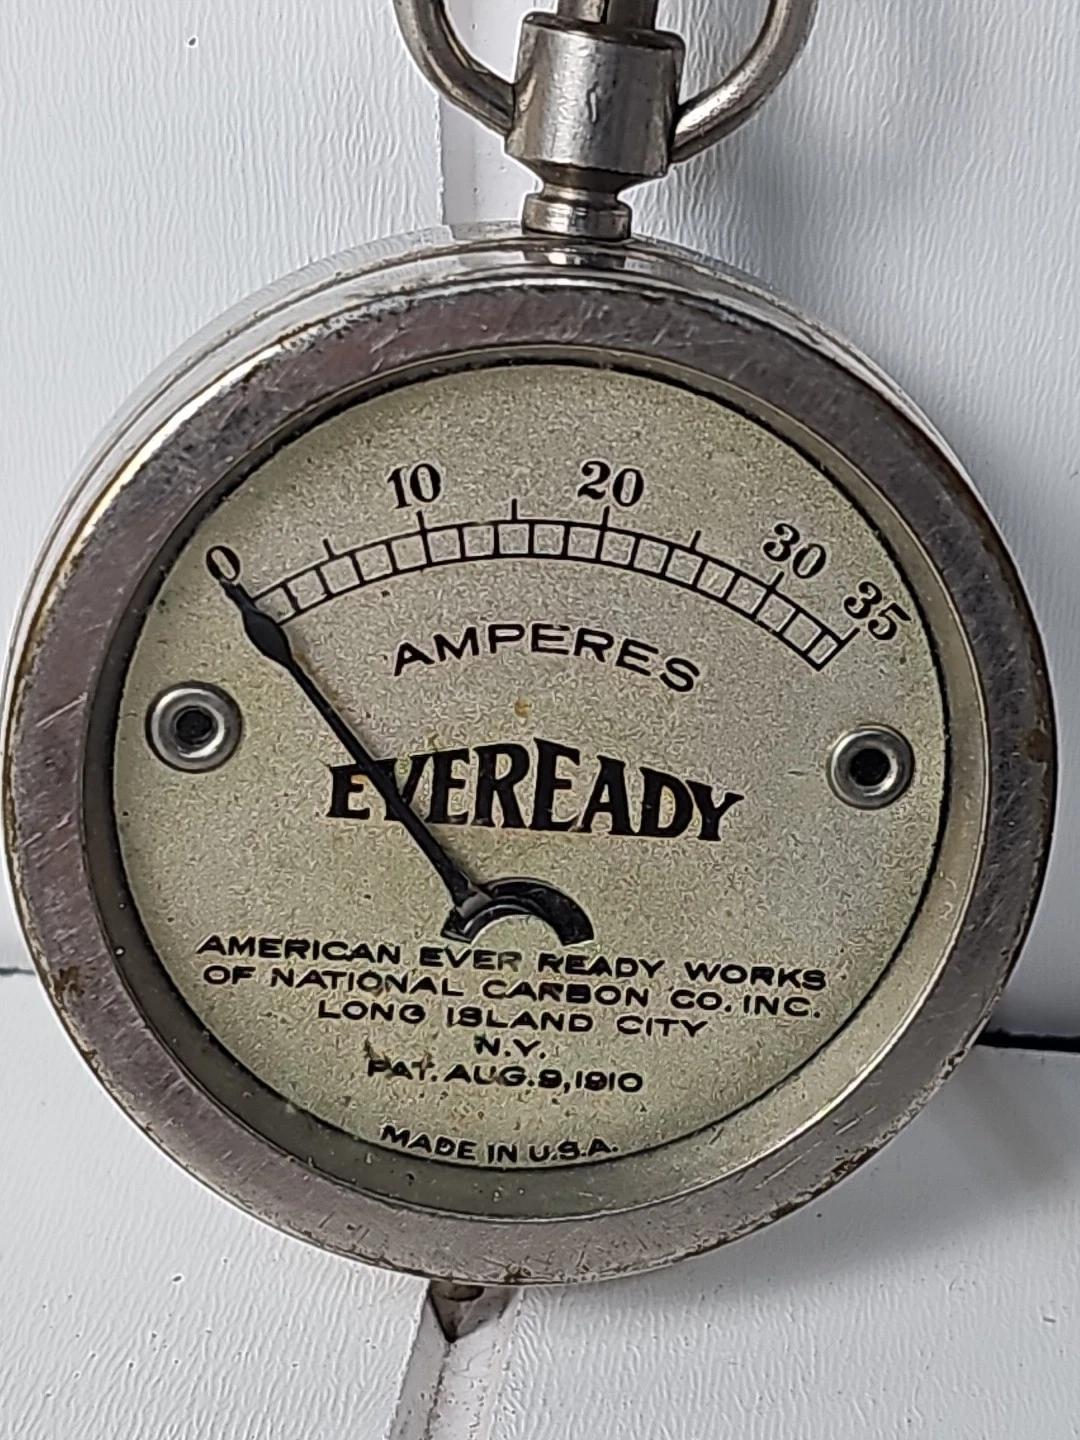 0 10 20 30 35
AMPERES
EVEREADY
AMERICAN EVER READY WORKS
OF NATIONAL CARBON CO. INC.
LONG ISLAND CITY
N.Y.
PAT. AUG. 9, 1910
MADE IN U.S.A.